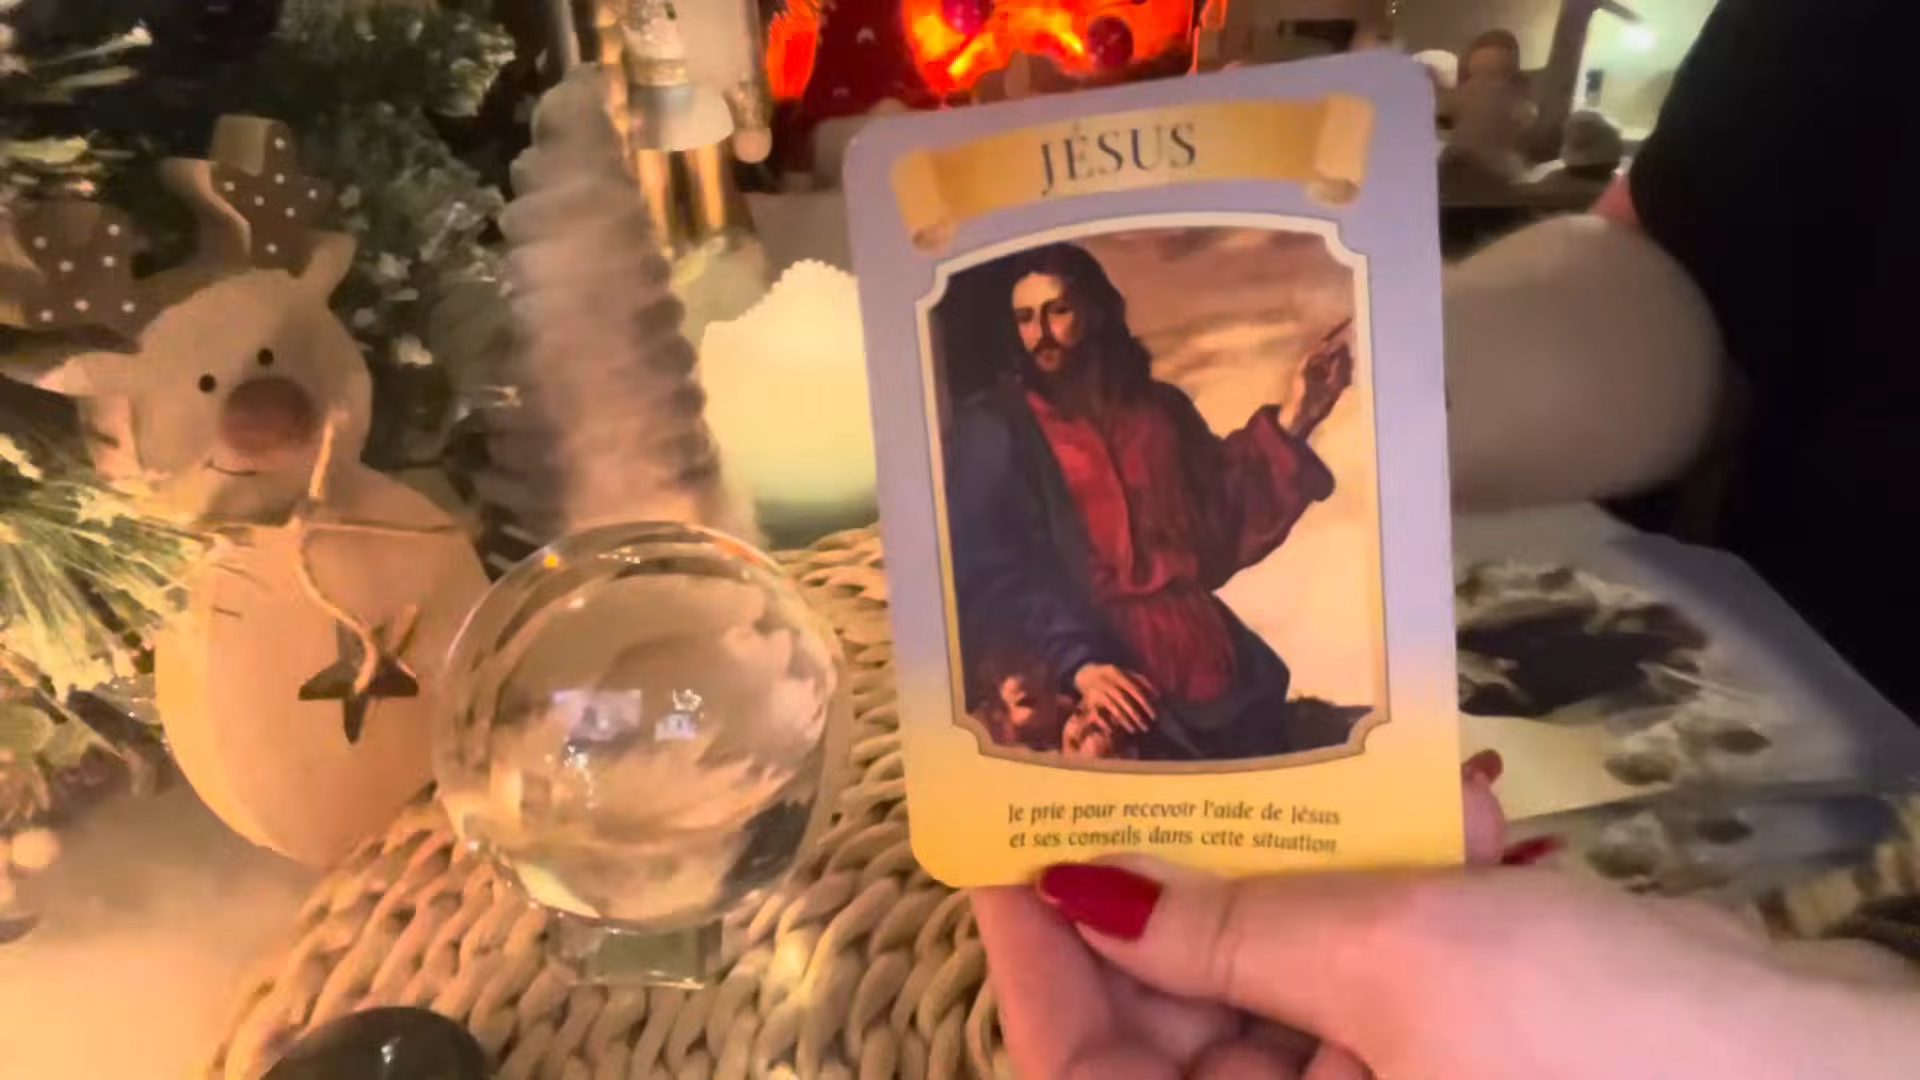 JÉSUS
Je prie pour recevoir l'aide de Jésus
et ses conseils dans cette situation.